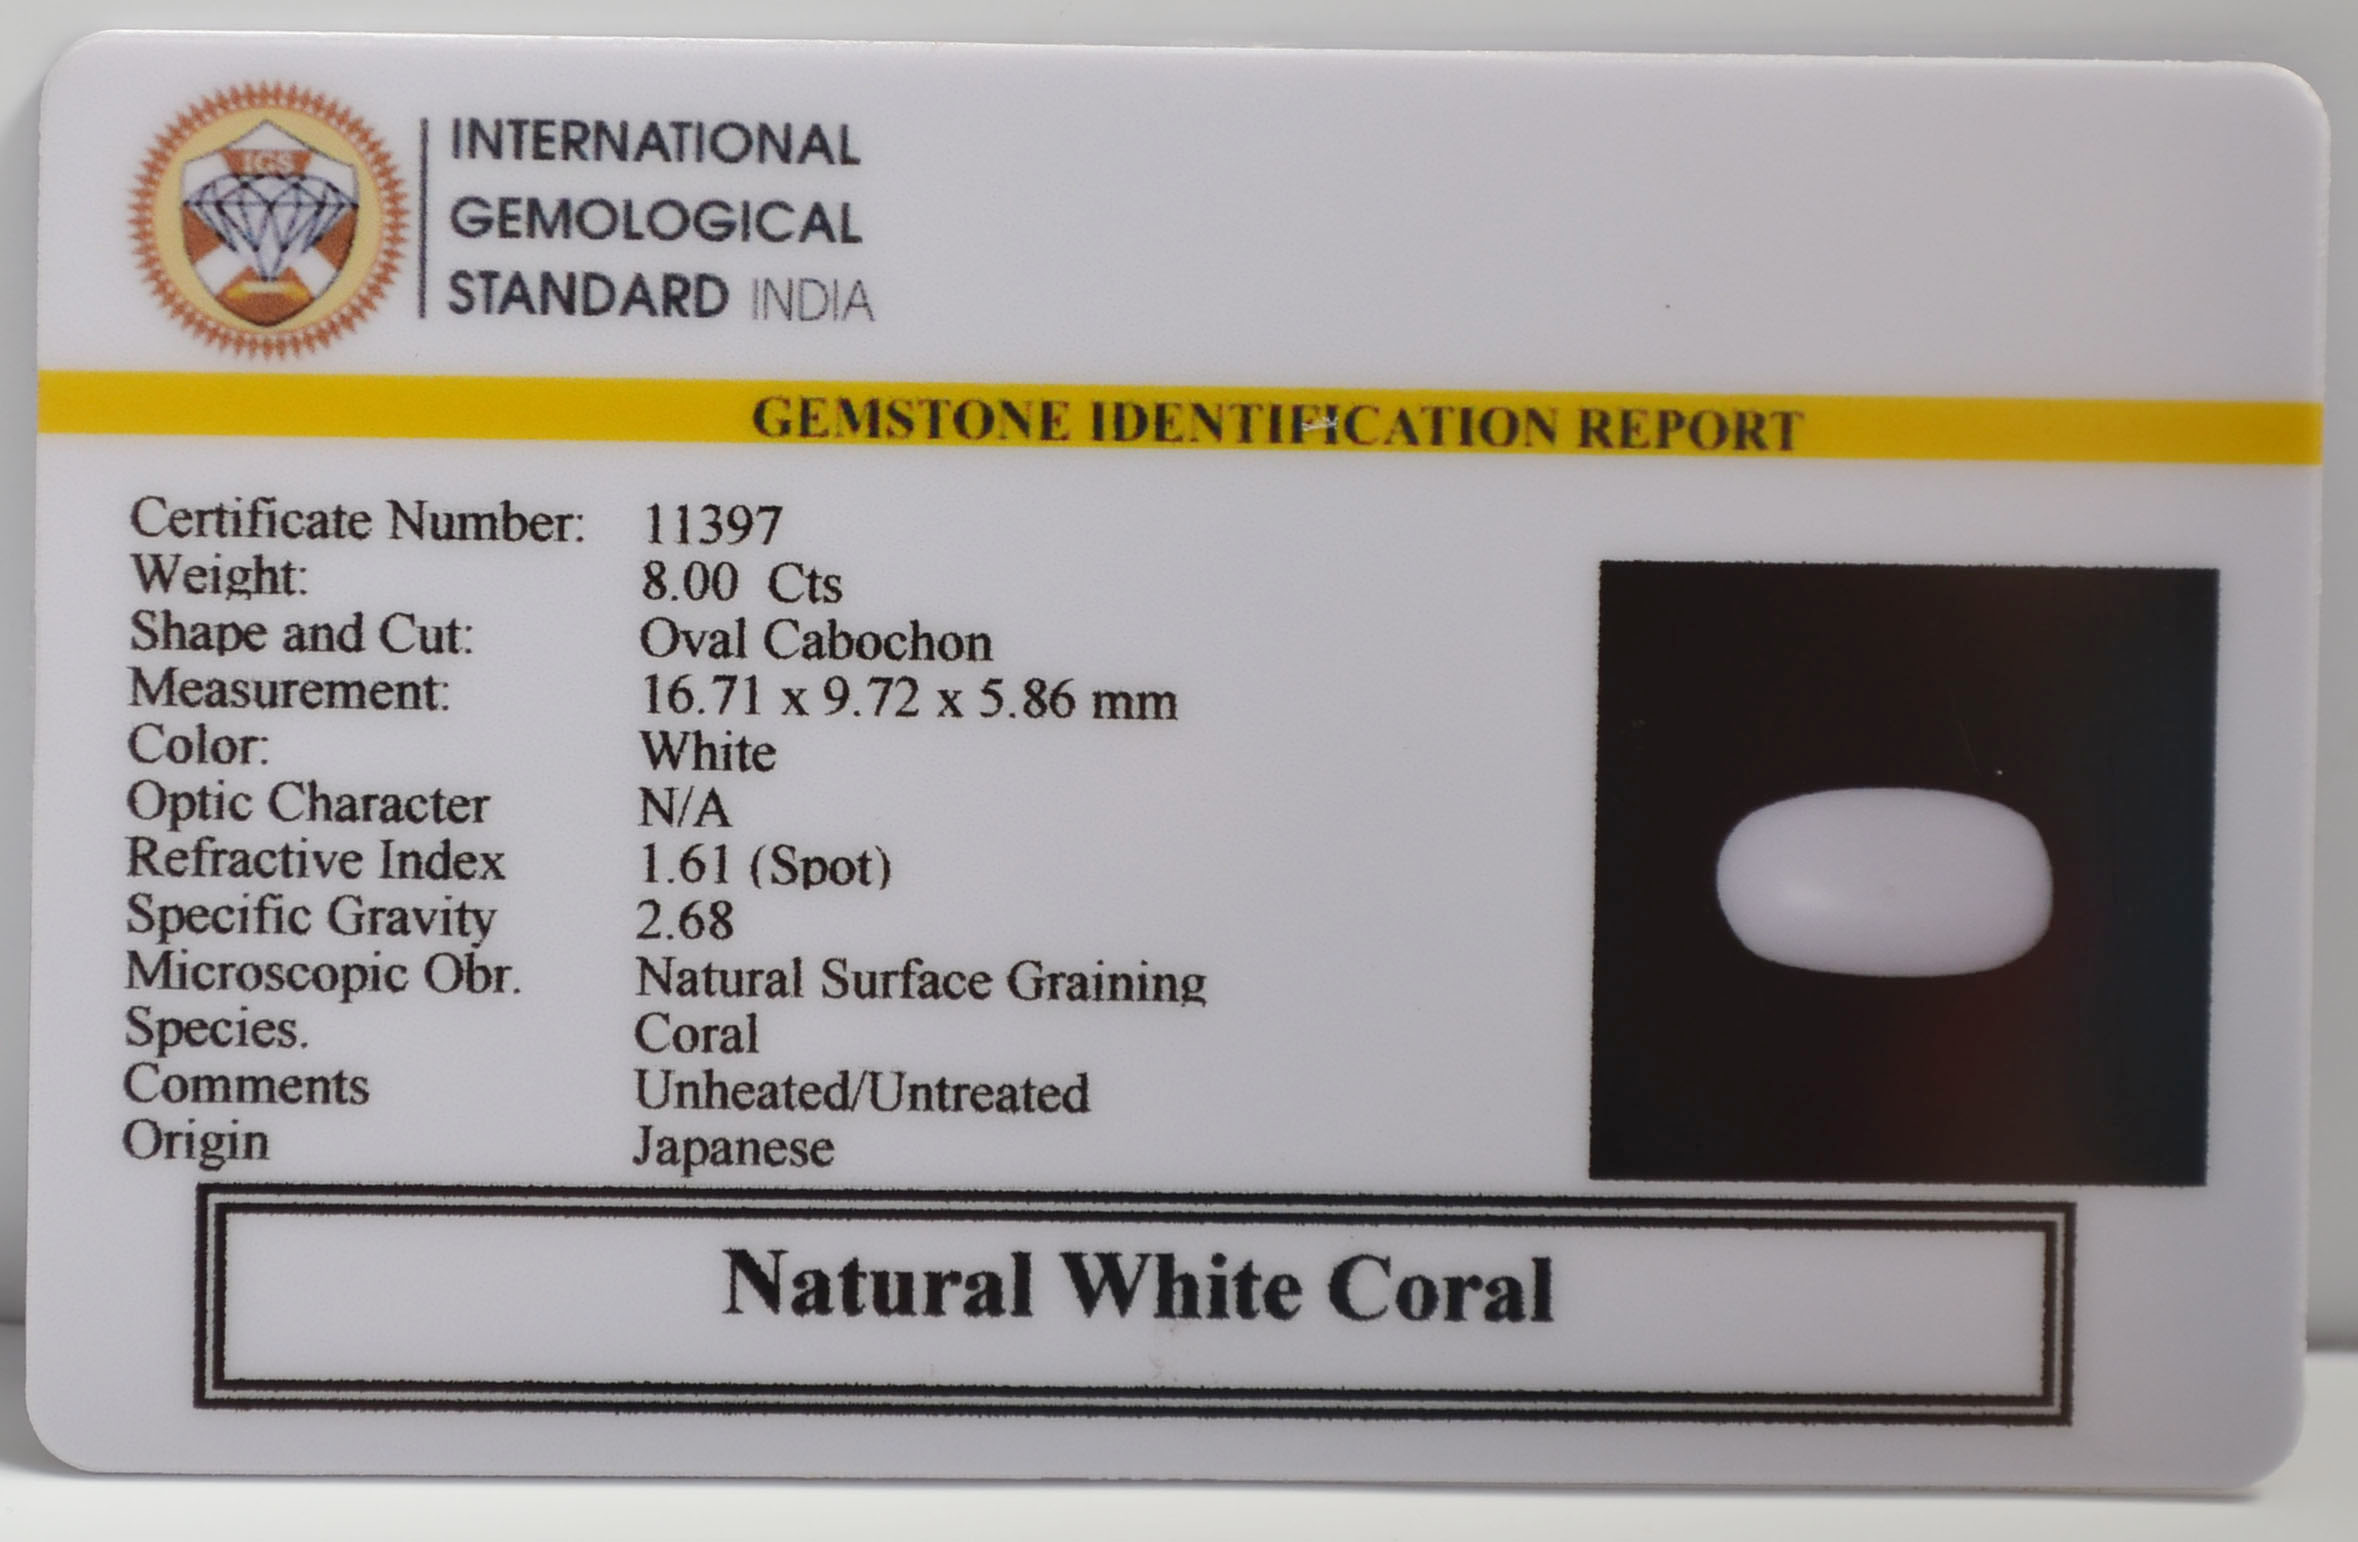 IGS
INTERNATIONAL
GEMOLOGICAL
STANDARD INDIA
GEMSTONE IDENTIFICATION REPORT
Certificate Number: 11397
Weight: 8.00 Cts
Shape and Cut: Oval Cabochon
Measurement: 16.71 x 9.72 x 5.86 mm
Color: White
Optic Character N/A
Refractive Index 1.61 (Spot)
Specific Gravity 2.68
Microscopic Obr. Natural Surface Graining
Species. Coral
Comments Unheated/Untreated
Origin Japanese
Natural White Coral